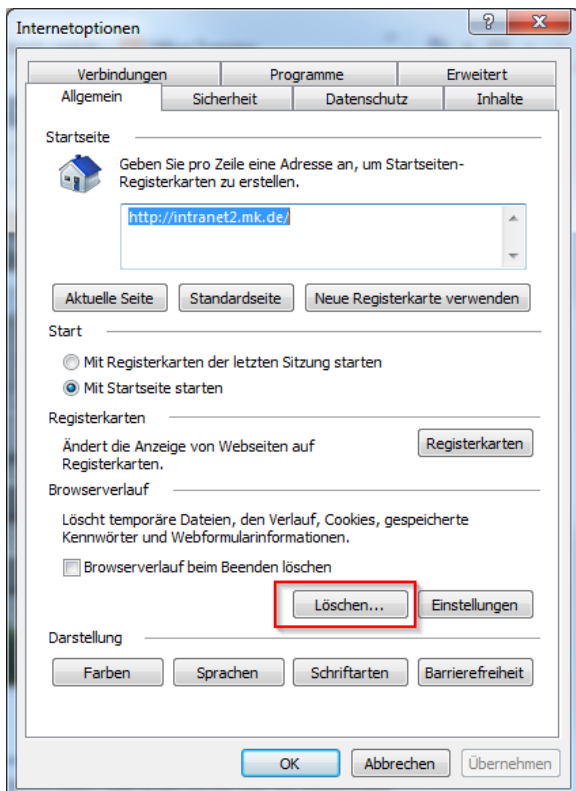 Internetoptionen
Verbindungen Programme Erweitert
Allgemein Sicherheit Datenschutz Inhalte
Startseite
Geben Sie pro Zeile eine Adresse an, um Startseiten-
Registerkarten zu erstellen.
http://intranet2.mk.de/
Aktuelle Seite Standardseite Neue Registerkarte verwenden
Start
Mit Registerkarten der letzten Sitzung starten
Mit Startseite starten
Registerkarten
Ändert die Anzeige von Webseiten auf
Registerkarten.
Registerkarten
Browserverlauf
Löscht temporäre Dateien, den Verlauf, Cookies, gespeicherte
Kennwörter und Webformularinformationen.
Browserverlauf beim Beenden löschen
Löschen... Einstellungen
Darstellung
Farben Sprachen Schriftarten Barrierefreiheit
OK Abbrechen Übernehmen